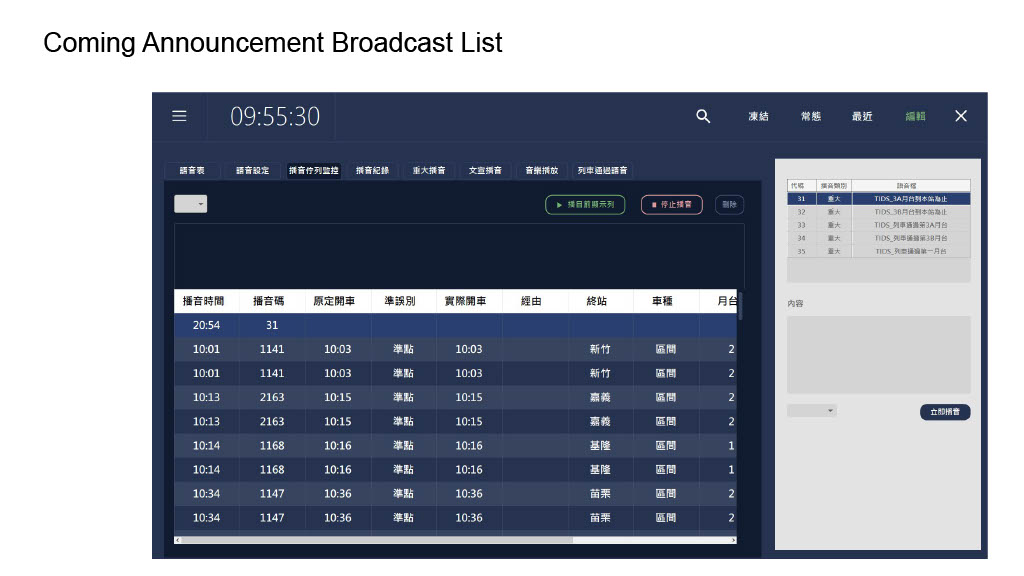 Coming Announcement Broadcast List
09:55:30 凍結 常態 最近 編輯
語音表 語音設定 播音佇列監控 播音紀錄 重大播音 文宣播音 音樂播放 列車通過語音
播目前顯示列 停止播音 刪除
播音時間 播音碼 原定開車 準誤別 實際開車 經由 終站 車種 月台
20:54 31
10:01 1141 10:03 準點 10:03 新竹 區間 2
10:01 1141 10:03 準點 10:03 新竹 區間 2
10:13 2163 10:15 準點 10:15 嘉義 區間 2
10:13 2163 10:15 準點 10:15 嘉義 區間 2
10:14 1168 10:16 準點 10:16 基隆 區間 1
10:14 1168 10:16 準點 10:16 基隆 區間 1
10:34 1147 10:36 準點 10:36 苗栗 區間 2
10:34 1147 10:36 準點 10:36 苗栗 區間 2
代碼 播音類別 語音檔
31 重大 TIDS_3A月台到本站為止
32 重大 TIDS_3B月台到本站為止
33 重大 TIDS_列車通過第3A月台
34 重大 TIDS_列車通過第3B月台
35 重大 TIDS_列車通過第一月台
內容
立即播音